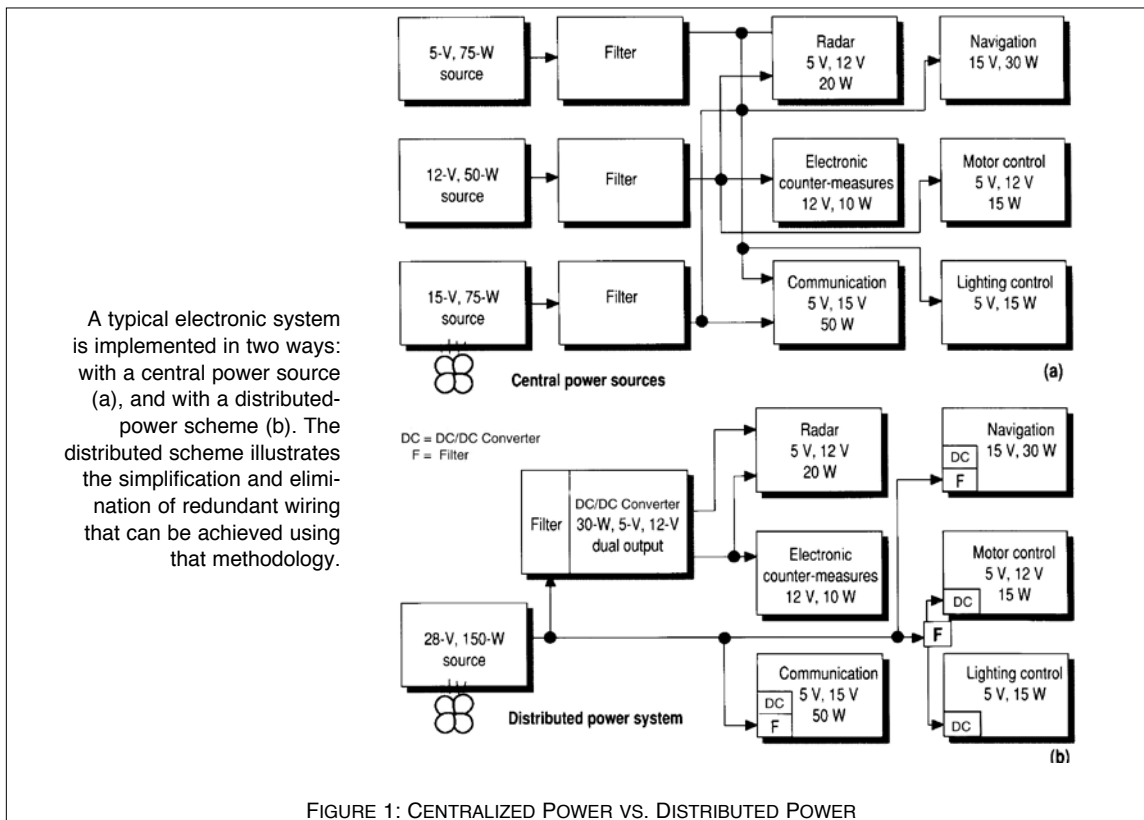 A typical electronic system
is implemented in two ways:
with a central power source
(a), and with a distributed-
power scheme (b). The
distributed scheme illustrates
the simplification and elimi-
nation of redundant wiring
that can be achieved using
that methodology.
5-V, 75-W
source
Filter
Radar
5 V, 12 V
20 W
Navigation
15 V, 30 W
12-V, 50-W
source
Filter
Electronic
counter-measures
12 V, 10 W
Motor control
5 V, 12 V
15 W
15-V, 75-W
source
Filter
Communication
5 V, 15 V
50 W
Lighting control
5 V, 15 W
Central power sources
(a)
DC = DC/DC Converter
F = Filter
Filter
DC/DC Converter
30-W, 5-V, 12-V
dual output
Radar
5 V, 12 V
20 W
Navigation
15 V, 30 W
DC
F
Electronic
counter-measures
12 V, 10 W
Motor control
5 V, 12 V
15 W
DC
F
28-V, 150-W
source
Communication
5 V, 15 V
50 W
DC
F
Lighting control
5 V, 15 W
DC
Distributed power system
(b)
FIGURE 1: CENTRALIZED POWER VS. DISTRIBUTED POWER